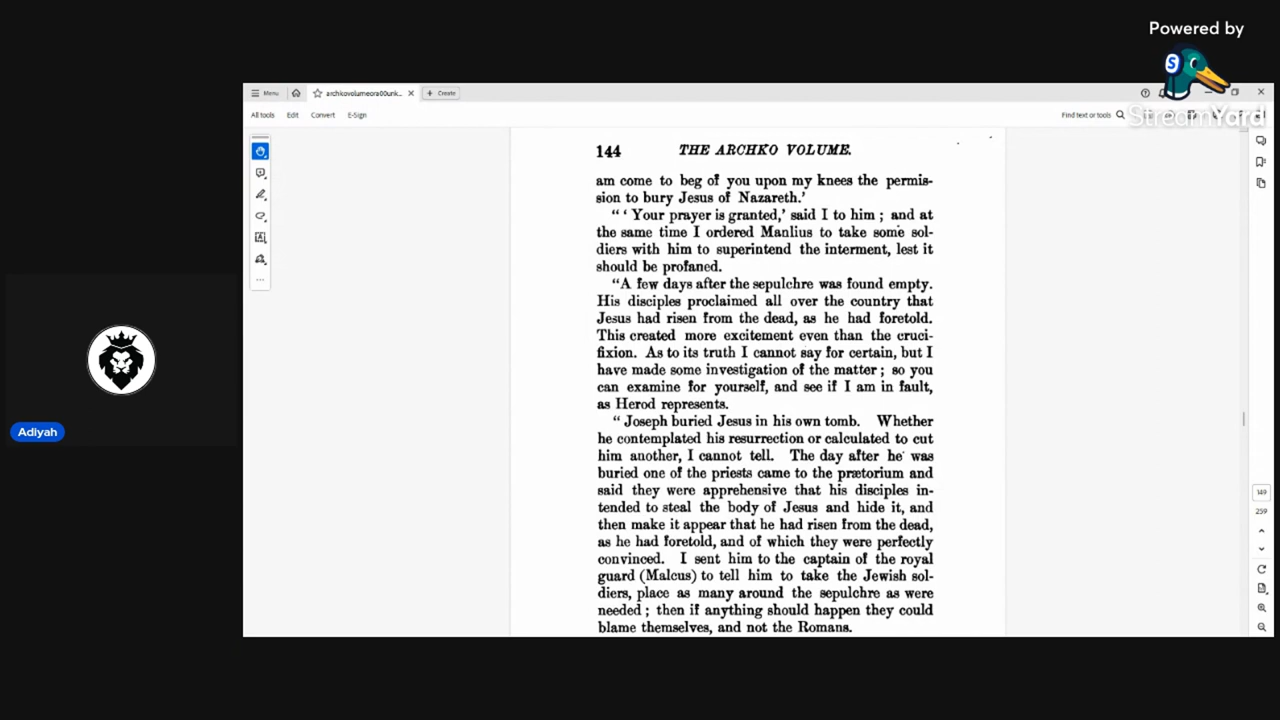 Powered by
StreamYard
Menu
archkovolumeora00unk...
Create
All tools
Edit
Convert
E-Sign
Find text or tools
144 THE ARCHKO VOLUME.
am come to beg of you upon my knees the permis-
sion to bury Jesus of Nazareth.'
"' Your prayer is granted,' said I to him ; and at
the same time I ordered Manlius to take some sol-
diers with him to superintend the interment, lest it
should be profaned.
"A few days after the sepulchre was found empty.
His disciples proclaimed all over the country that
Jesus had risen from the dead, as he had foretold.
This created more excitement even than the cruci-
fixion. As to its truth I cannot say for certain, but I
have made some investigation of the matter ; so you
can examine for yourself, and see if I am in fault,
as Herod represents.
" Joseph buried Jesus in his own tomb. Whether
he contemplated his resurrection or calculated to cut
him another, I cannot tell. The day after he was
buried one of the priests came to the prætorium and
said they were apprehensive that his disciples in-
tended to steal the body of Jesus and hide it, and
then make it appear that he had risen from the dead,
as he had foretold, and of which they were perfectly
convinced. I sent him to the captain of the royal
guard (Malcus) to tell him to take the Jewish sol-
diers, place as many around the sepulchre as were
needed ; then if anything should happen they could
blame themselves, and not the Romans.
Adiyah
149
259